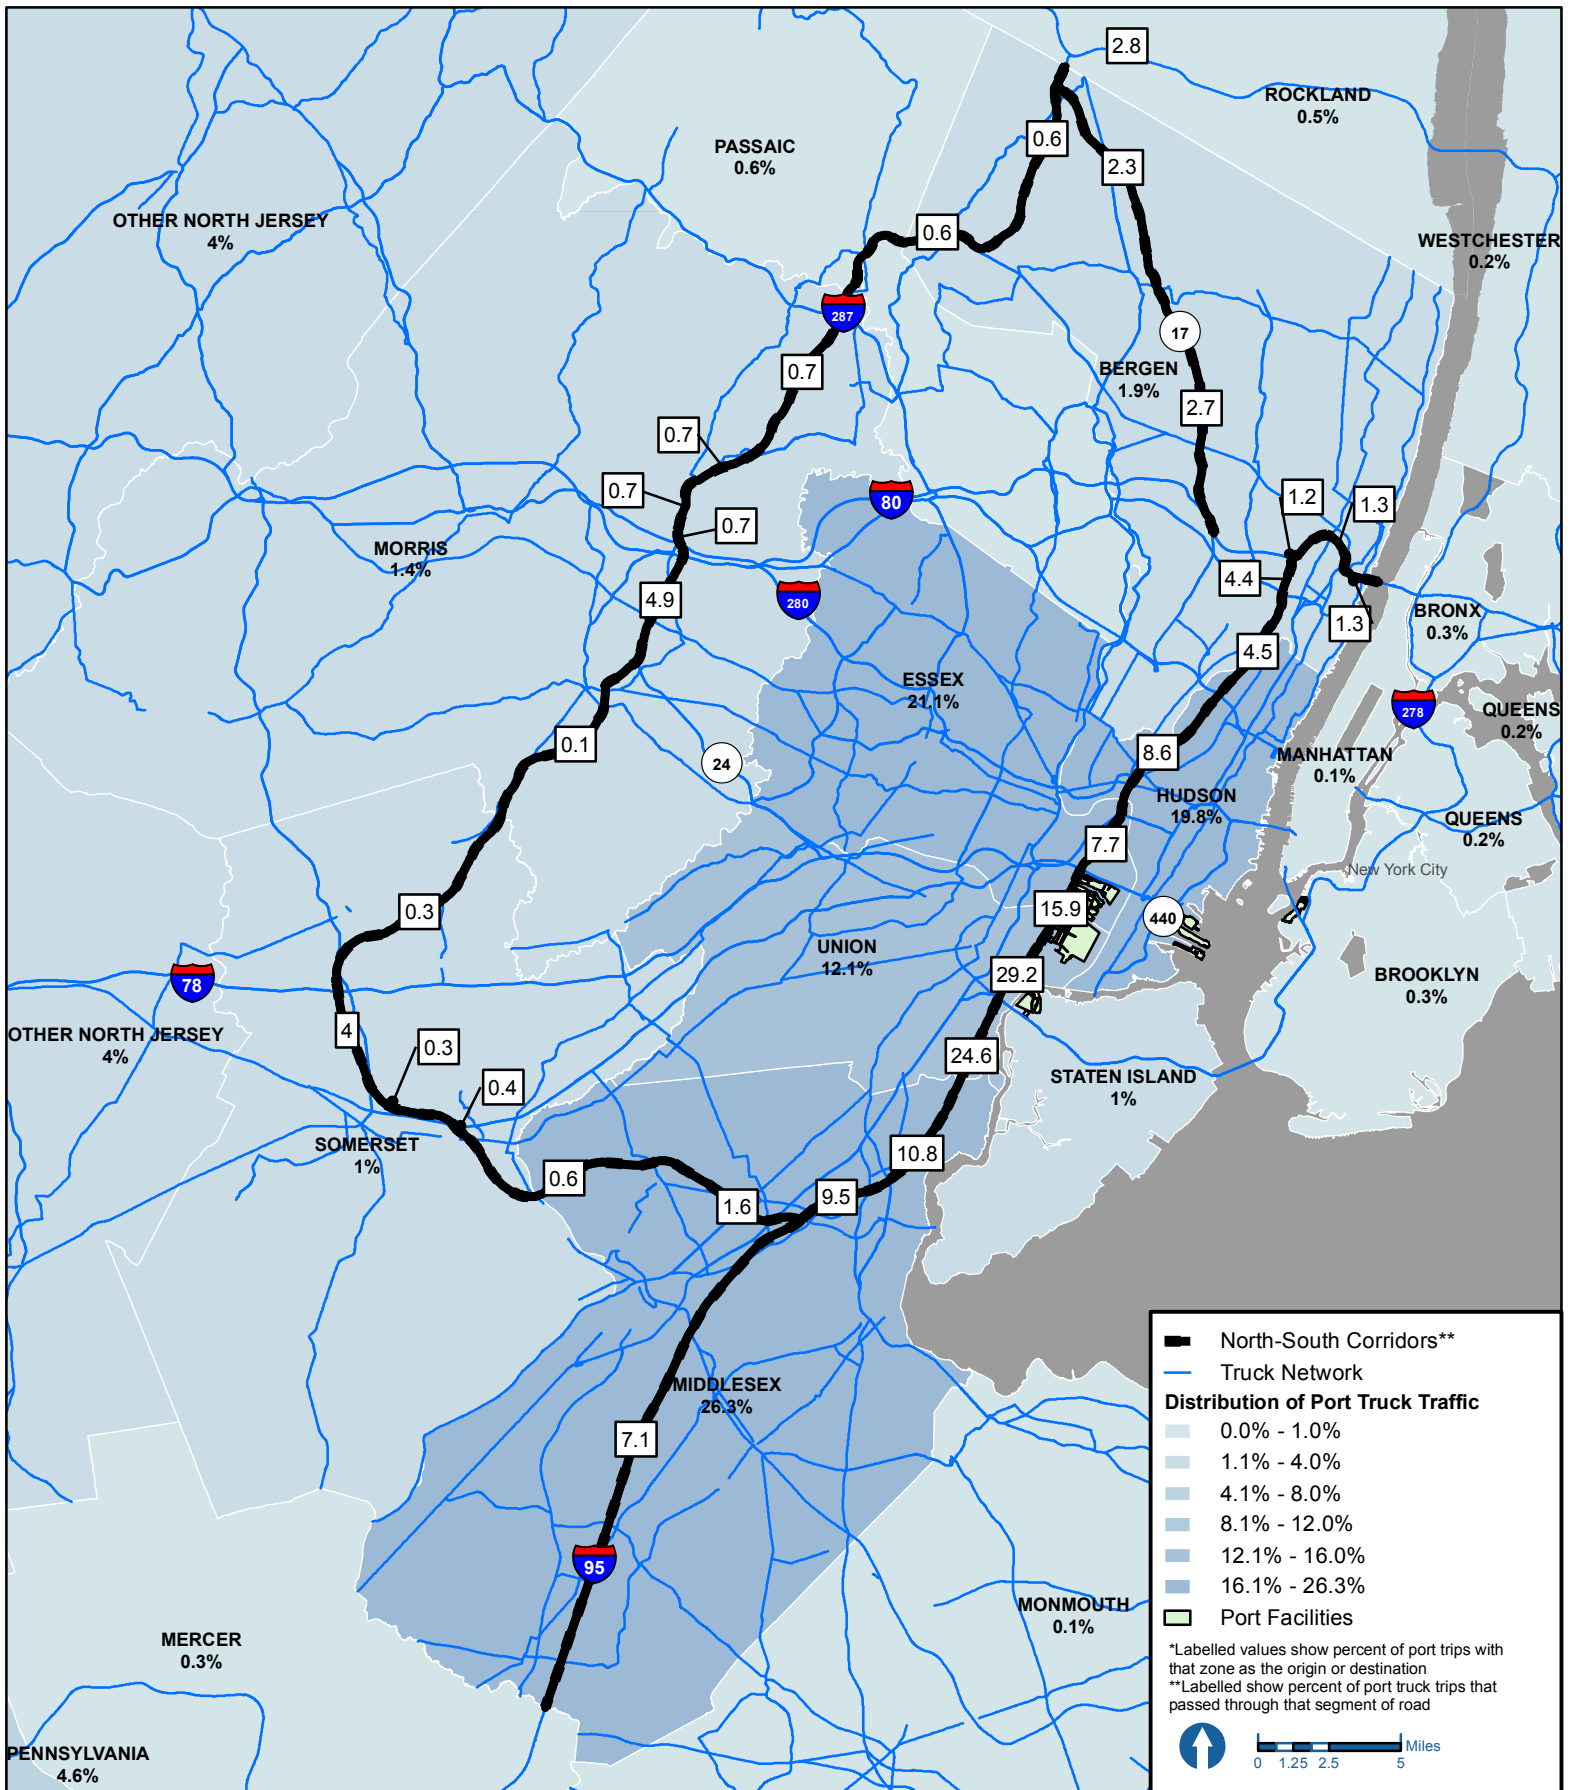 2.8
ROCKLAND
0.5%
0.6
PASSAIC
0.6%
2.3
OTHER NORTH JERSEY
4%
0.6
WESTCHESTER
0.2%
287
17
0.7
BERGEN
1.9%
2.7
0.7
0.7
80
1.2
1.3
0.7
MORRIS
1.4%
4.4
4.9
280
BRONX
0.3%
1.3
4.5
ESSEX
21.1%
278
QUEENS
0.2%
0.1
8.6
MANHATTAN
0.1%
24
HUDSON
19.8%
QUEENS
0.2%
7.7
New York City
0.3
15.9
440
UNION
12.1%
29.2
78
BROOKLYN
0.3%
OTHER NORTH JERSEY
4%
4
0.3
24.6
0.4
STATEN ISLAND
1%
SOMERSET
1%
10.8
0.6
9.5
1.6
MIDDLESEX
26.3%
7.1
95
MONMOUTH
0.1%
MERCER
0.3%
PENNSYLVANIA
4.6%
North-South Corridors**
Truck Network
Distribution of Port Truck Traffic
0.0% - 1.0%
1.1% - 4.0%
4.1% - 8.0%
8.1% - 12.0%
12.1% - 16.0%
16.1% - 26.3%
Port Facilities
*Labelled values show percent of port trips with
that zone as the origin or destination
**Labelled show percent of port truck trips that
passed through that segment of road
Miles
0 1.25 2.5 5